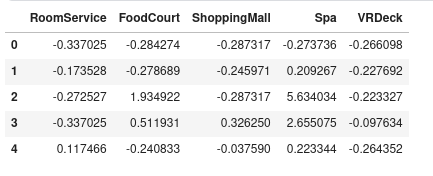 RoomService FoodCourt ShoppingMall Spa VRDeck
0 -0.337025 -0.284274 -0.287317 -0.273736 -0.266098
1 -0.173528 -0.278689 -0.245971 0.209267 -0.227692
2 -0.272527 1.934922 -0.287317 5.634034 -0.223327
3 -0.337025 0.511931 0.326250 2.655075 -0.097634
4 0.117466 -0.240833 -0.037590 0.223344 -0.264352